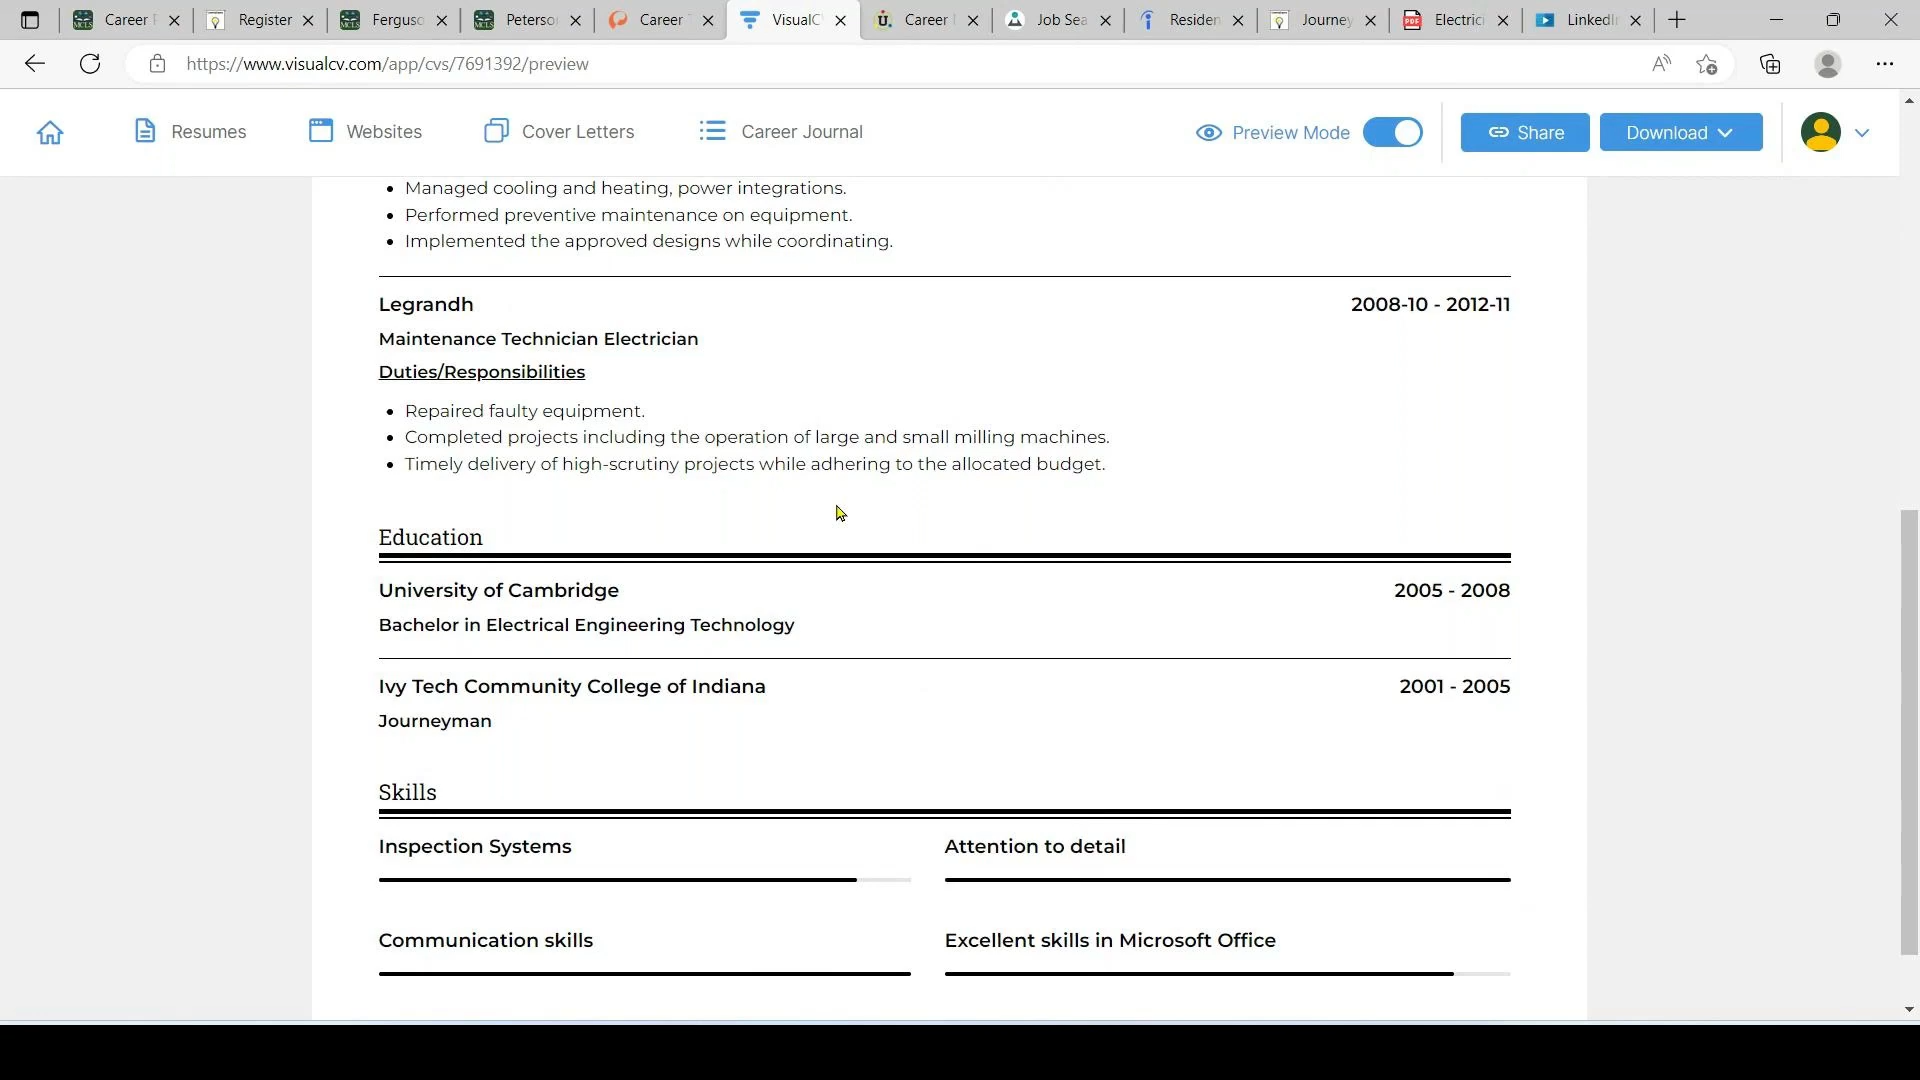 Career
Register
Ferguso
Peterso
Career
VisualC
Career
Job Sea
Residen
Journey
Electrici
LinkedIn
https://www.visualcv.com/app/cvs/7691392/preview
Resumes
Websites
Cover Letters
Career Journal
Preview Mode
Share
Download
• Managed cooling and heating, power integrations.
• Performed preventive maintenance on equipment.
• Implemented the approved designs while coordinating.
Legrandh 2008-10 - 2012-11
Maintenance Technician Electrician
Duties/Responsibilities
• Repaired faulty equipment.
• Completed projects including the operation of large and small milling machines.
• Timely delivery of high-scrutiny projects while adhering to the allocated budget.
Education
University of Cambridge 2005 - 2008
Bachelor in Electrical Engineering Technology
Ivy Tech Community College of Indiana 2001 - 2005
Journeyman
Skills
Inspection Systems Attention to detail
Communication skills Excellent skills in Microsoft Office